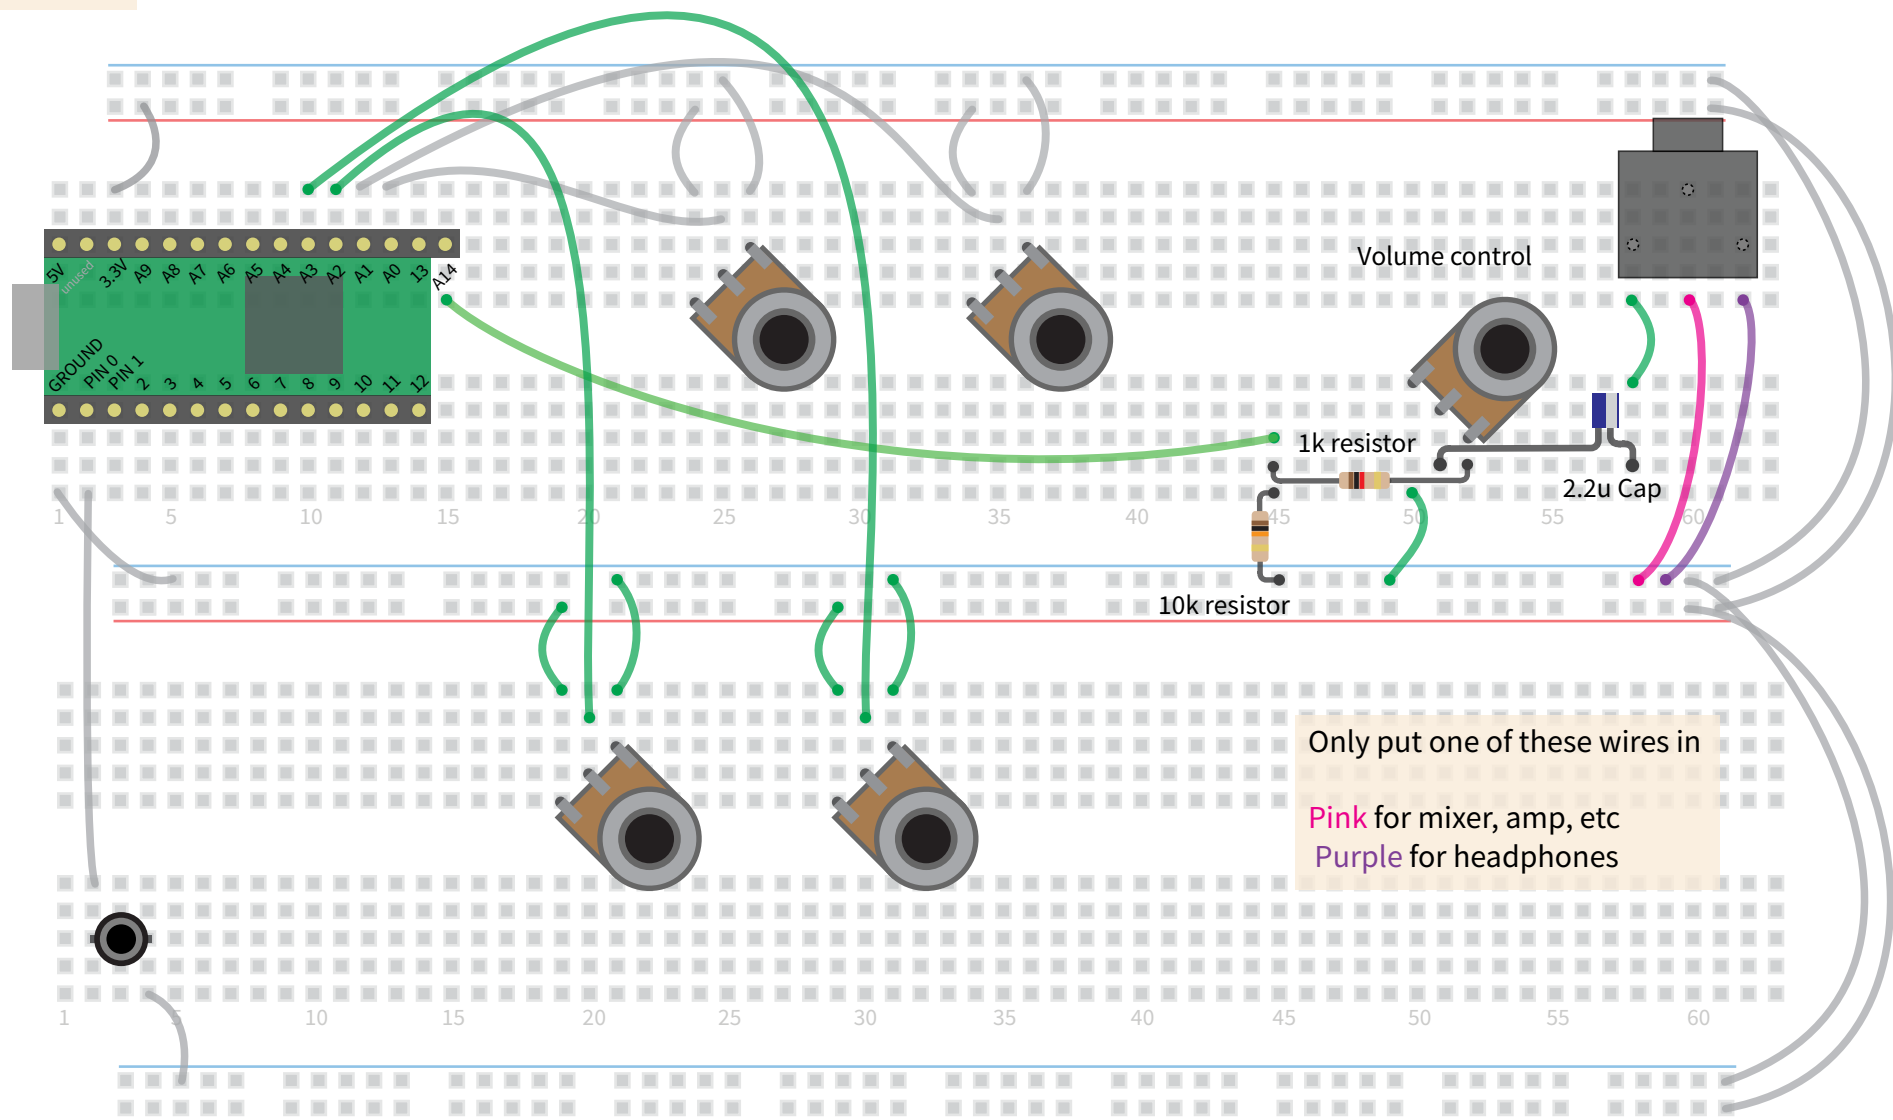 5V
unused
3.3V
A9
A8
A7
A6
A5
A4
A3
A2
A1
A0
13
A14
GROUND
PIN 0
PIN 1
2
3
4
5
6
7
8
9
10
11
12
Volume control
1k resistor
2.2u Cap
1 5 10 15 20 25 30 35 40 45 50 55 60
10k resistor
Only put one of these wires in
Pink for mixer, amp, etc
Purple for headphones
1 5 10 15 20 25 30 35 40 45 50 55 60